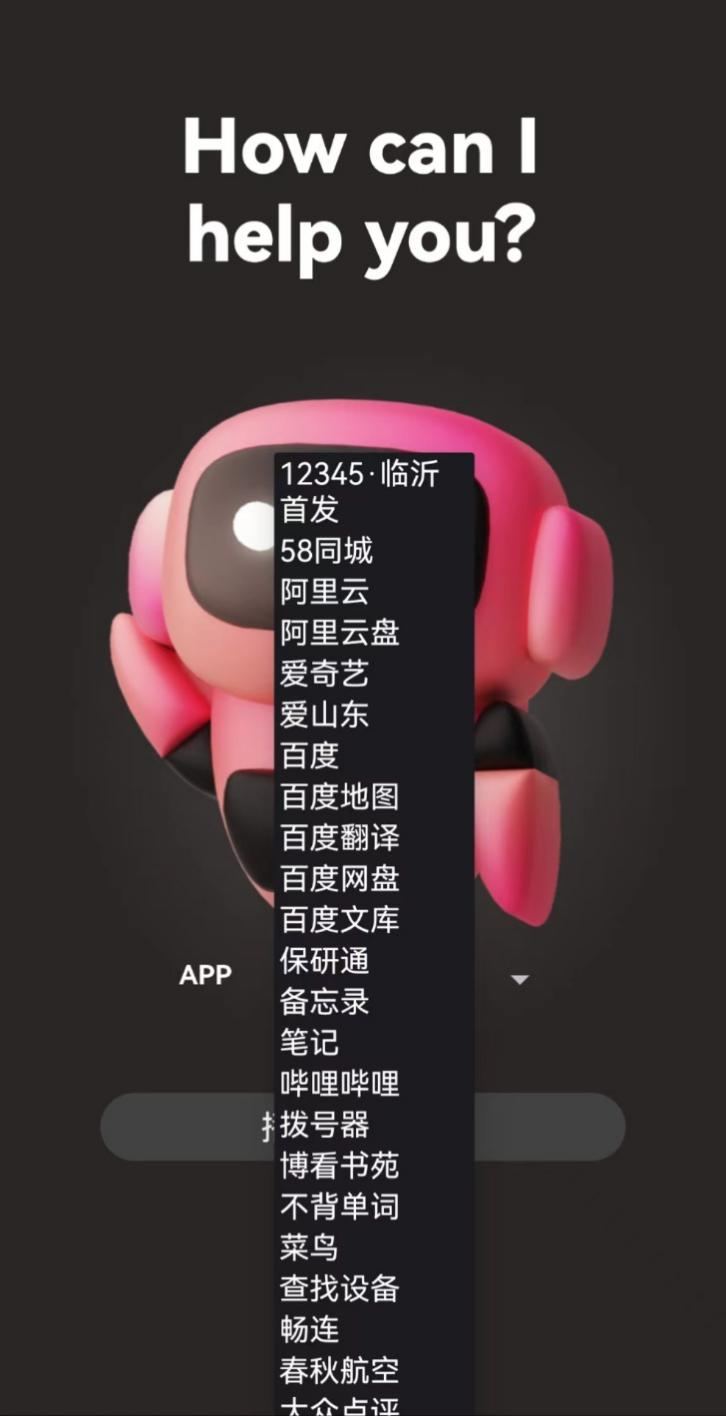 How can I
help you?
12345·临沂
首发
58同城
阿里云
阿里云盘
爱奇艺
爱山东
百度
百度地图
百度翻译
百度网盘
百度文库
保研通
APP
备忘录
笔记
哔哩哔哩
拨号器
博看书苑
不背单词
菜鸟
查找设备
畅连
春秋航空
大众点评